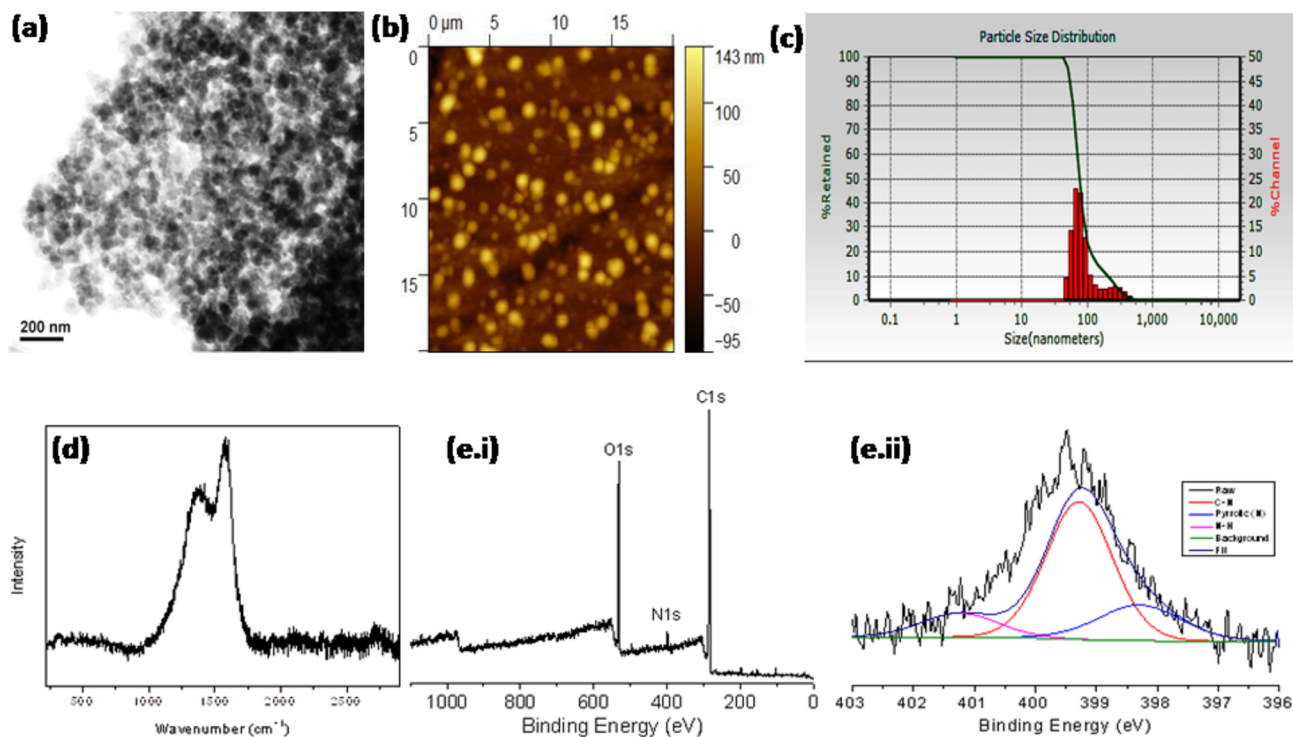 (a)
200 nm
(b)
0 µm 5 10 15
0
5
10
15
143 nm
100
50
0
−50
−95
(c)
Particle Size Distribution
100
90
80
70
60
50
40
30
20
10
0
%Retained
50
45
40
35
30
25
20
15
10
5
0
%Channel
0.1 1 10 100 1,000 10,000
Size(nanometers)
(d)
Intensity
500 1000 1500 2000 2500
Wavenumber (cm⁻¹)
(e.i)
C1s
O1s
N1s
1000 800 600 400 200 0
Binding Energy (eV)
(e.ii)
Raw
C-N
Pyrrolic (N)
N-H
Background
Fit
403 402 401 400 399 398 397 396
Binding Energy (eV)